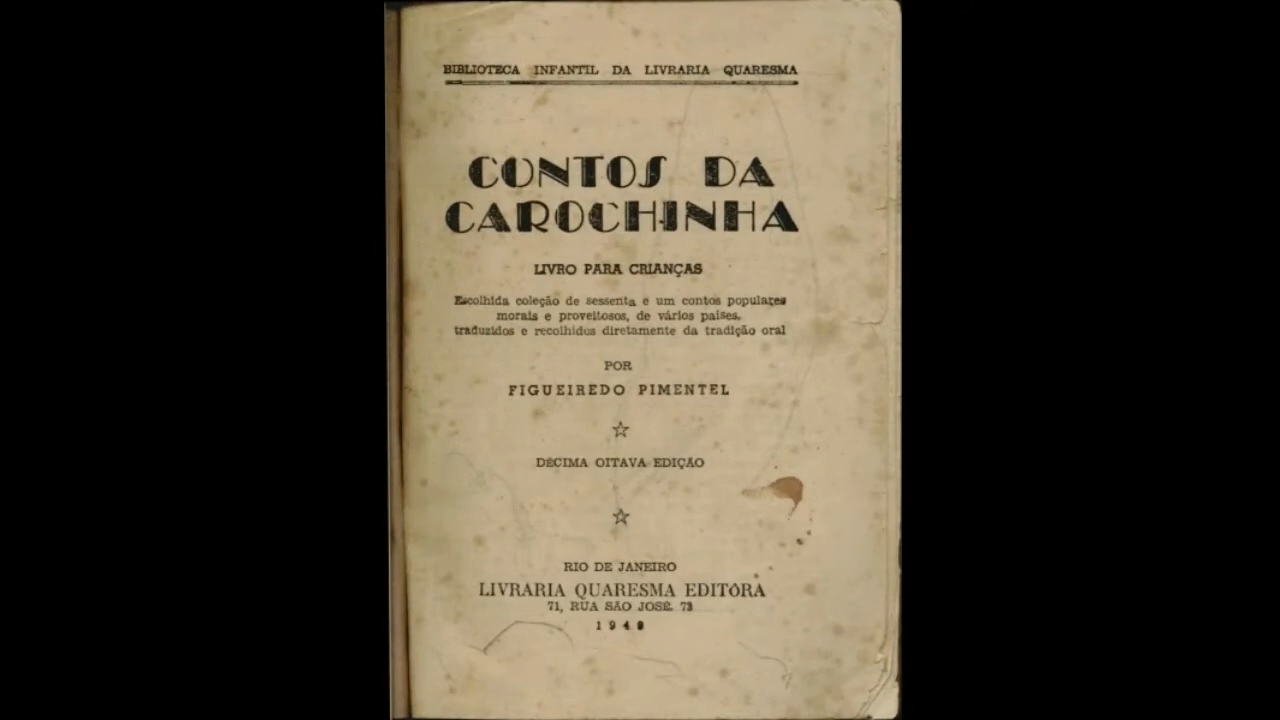 BIBLIOTECA INFANTIL DA LIVRARIA QUARESMA
CONTOS DA
CAROCHINHA
LIVRO PARA CRIANÇAS
Escolhida coleção de sessenta e um contos populares
morais e proveitosos, de vários países,
traduzidos e recolhidos diretamente da tradição oral
POR
FIGUEIREDO PIMENTEL
DÉCIMA OITAVA EDIÇÃO
RIO DE JANEIRO
LIVRARIA QUARESMA EDITÔRA
71, RUA SÃO JOSÉ, 73